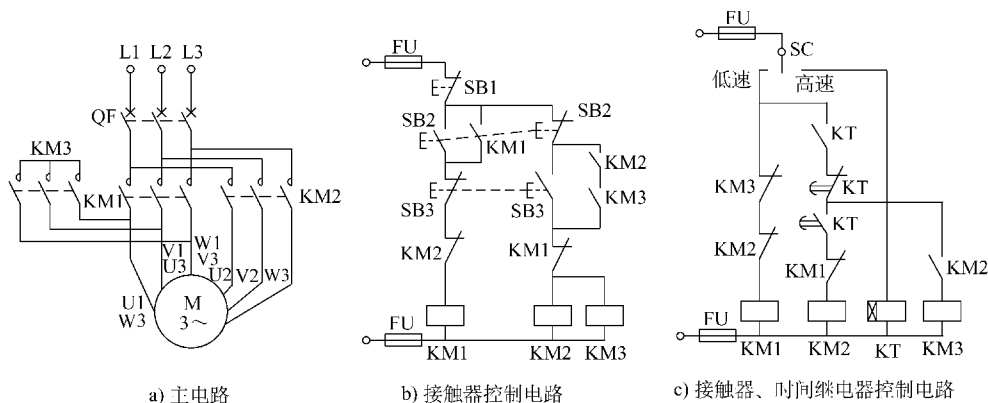 L1 L2 L3
QF
KM3
KM1
KM2
V1
U3
W1
V3
U2
V2
W3
U1
W3
M
3～
a) 主电路
FU
SB1
SB2
SB2
KM1
KM2
KM3
SB3
SB3
KM2
KM1
FU
KM1
KM2
KM3
b) 接触器控制电路
FU
SC
低速
高速
KT
KM3
KT
KT
KM2
KM1
KM2
FU
KM1
KM2
KT
KM3
c) 接触器、时间继电器控制电路